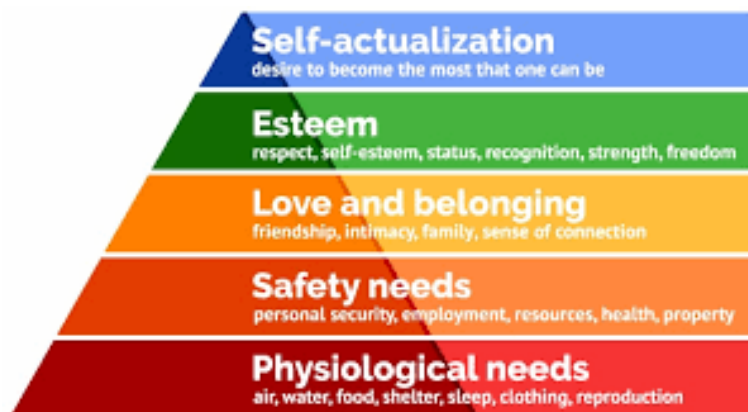 Self-actualization
desire to become the most that one can be
Esteem
respect, self-esteem, status, recognition, strength, freedom
Love and belonging
friendship, intimacy, family, sense of connection
Safety needs
personal security, employment, resources, health, property
Physiological needs
air, water, food, shelter, sleep, clothing, reproduction